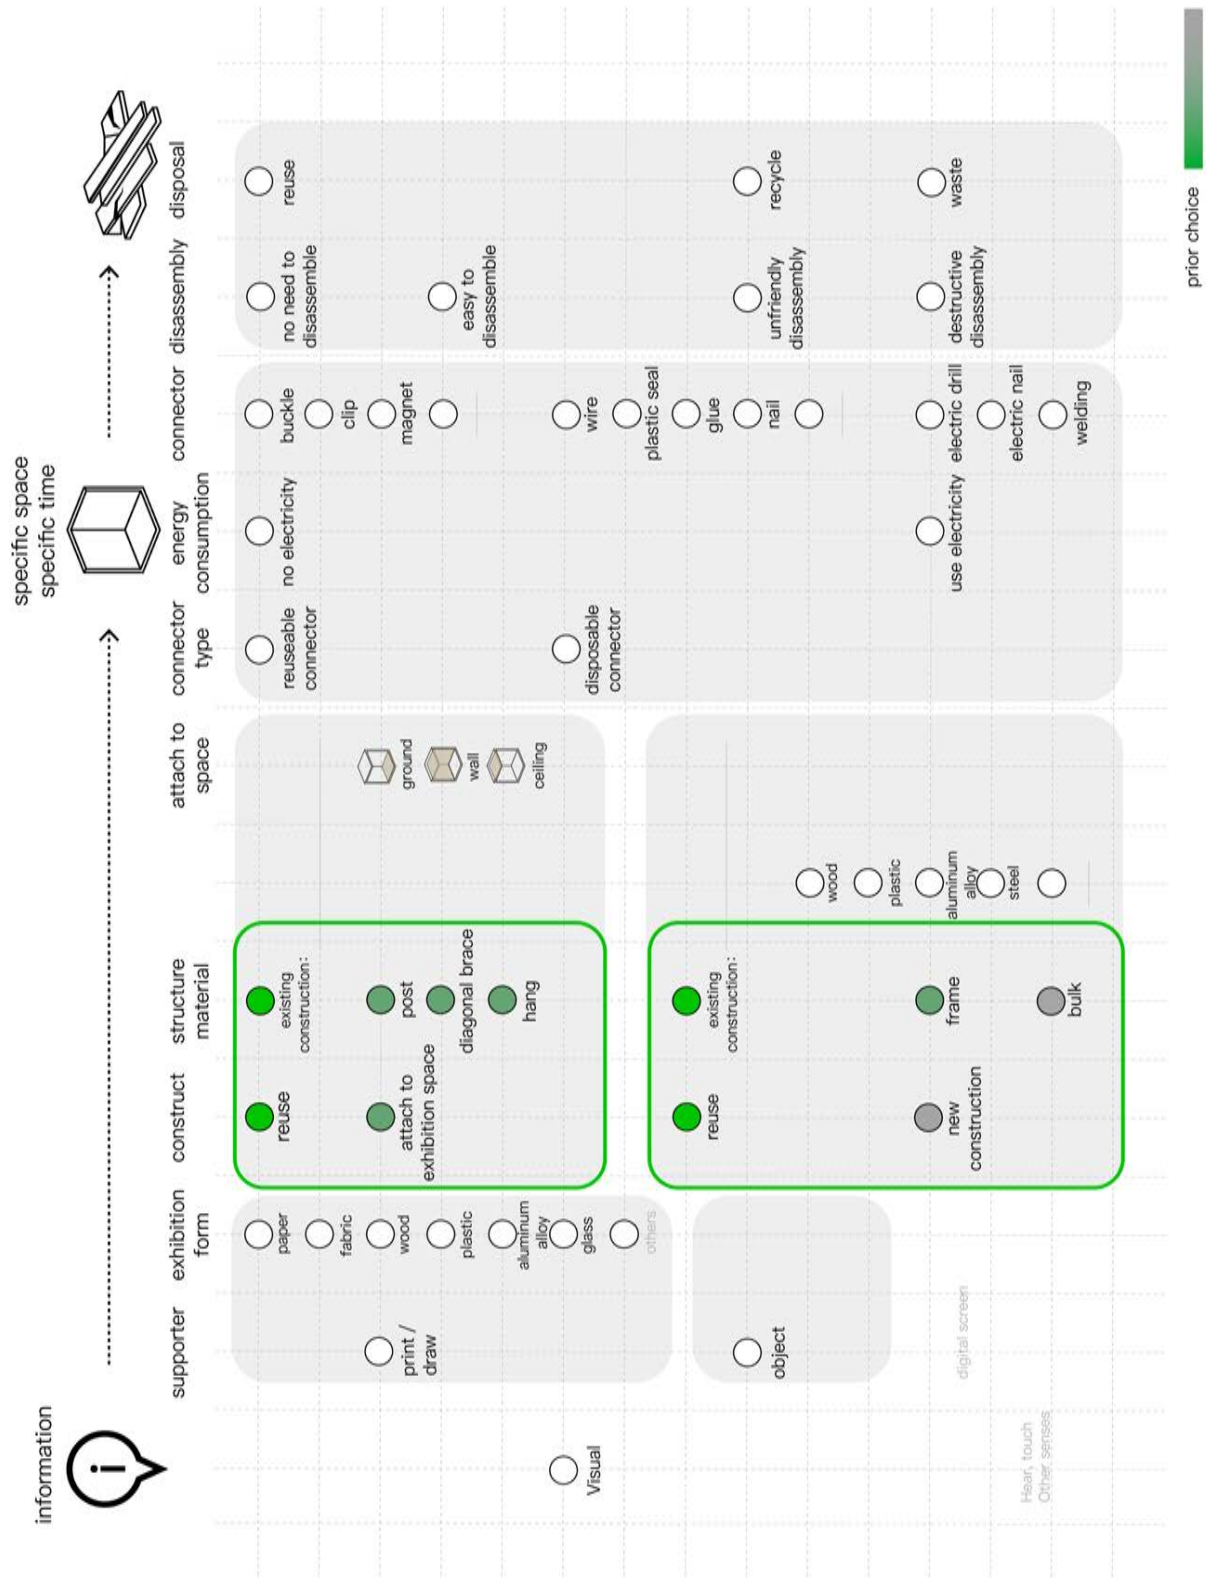 information
specific space
specific time
supporter
exhibition
form
construct
structure
material
attach to
space
connector
type
energy
consumption
connector
disassembly
disposal
Visual
Hear, touch
Other senses
print /
draw
object
digital screen
paper
fabric
wood
plastic
aluminum
alloy
glass
others
reuse
attach to
exhibition space
reuse
new
construction
existing
construction:
post
diagonal brace
hang
existing
construction:
frame
bulk
wood
plastic
aluminum
alloy
steel
ground
wall
ceiling
reuseable
connector
disposable
connector
no electricity
use electricity
buckle
clip
magnet
wire
plastic seal
glue
nail
electric drill
electric nail
welding
no need to
disassemble
easy to
disassemble
unfriendly
disassembly
destructive
disassembly
reuse
recycle
waste
prior choice